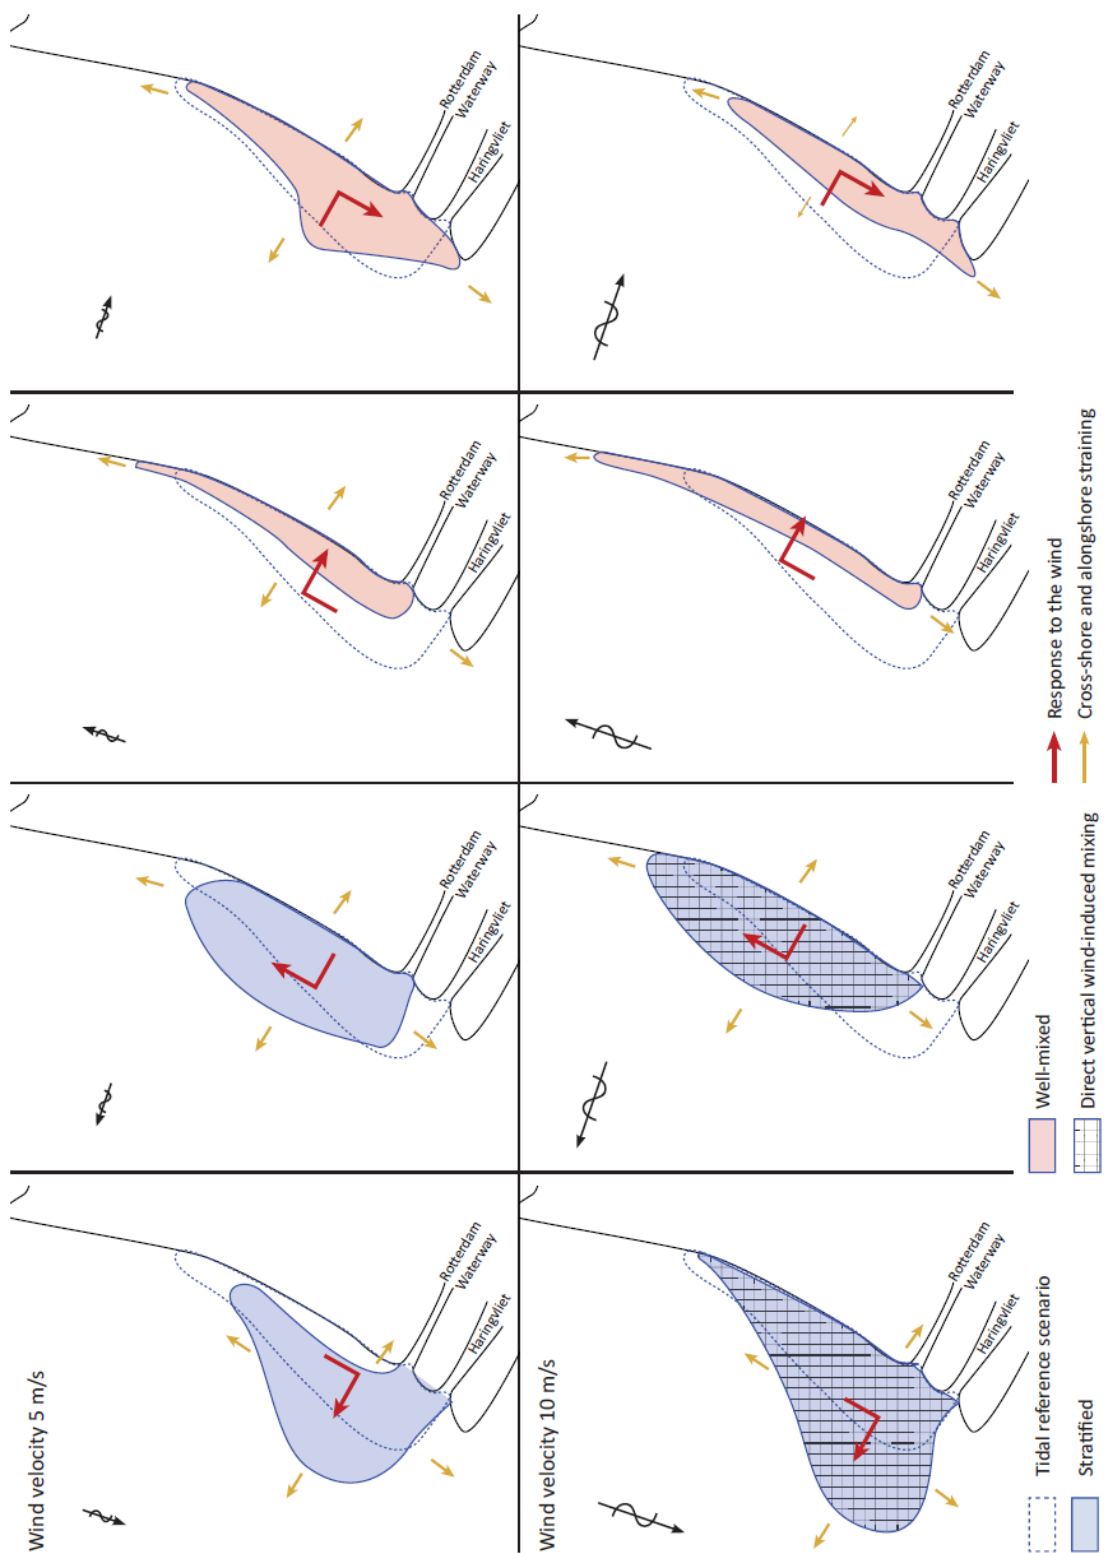 Wind velocity 5 m/s
Rotterdam
Waterway
Haringvliet
Rotterdam
Waterway
Haringvliet
Rotterdam
Waterway
Haringvliet
Rotterdam
Waterway
Haringvliet
Wind velocity 10 m/s
Rotterdam
Waterway
Haringvliet
Rotterdam
Waterway
Haringvliet
Rotterdam
Waterway
Haringvliet
Rotterdam
Waterway
Haringvliet
Tidal reference scenario
Well-mixed
Response to the wind
Stratified
Direct vertical wind-induced mixing
Cross-shore and alongshore straining